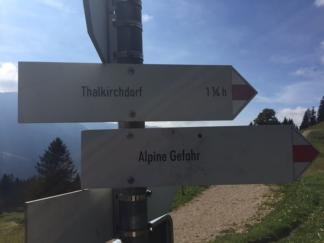 Thalkirchdorf 1 ¼ h
Alpine Gefahr